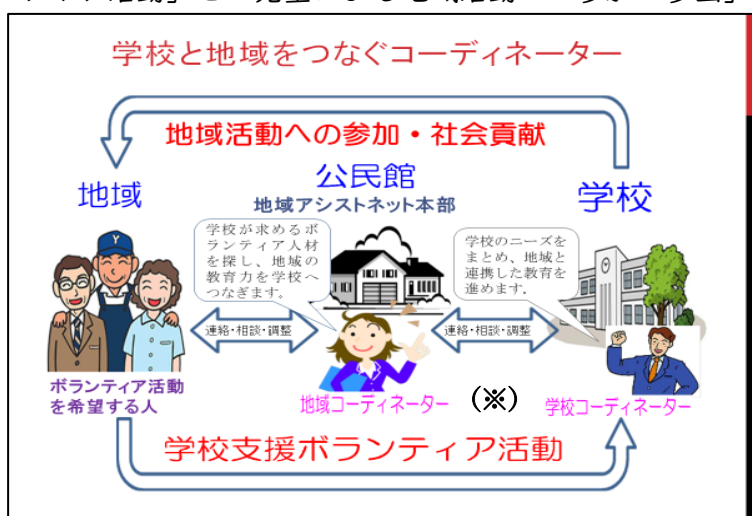 学校と地域をつなぐコーディネーター
地域活動への参加・社会貢献
地域
公民館
地域アシストネット本部
学校
学校が求めるボ
ランティア人材
を探し、地域の
教育力を学校へ
つなぎます。
学校のニーズを
まとめ、地域と
連携した教育を
進めます.
Y
連絡・相談・調整
連絡・相談・調整
ボランティア活動
を希望する人
地域コーディネーター
(※)
学校コーディネーター
学校支援ボランティア活動